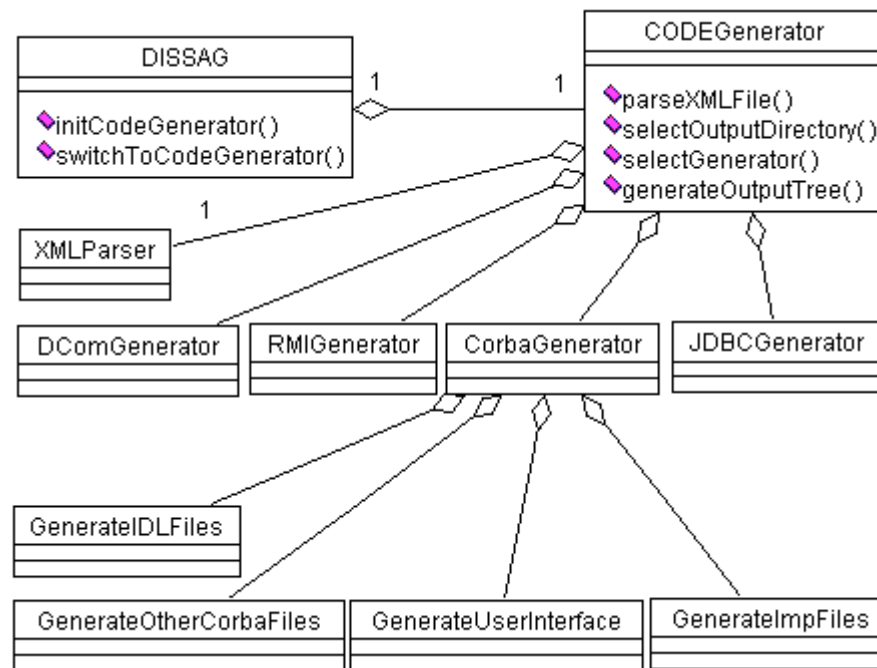 CODEGenerator
DISSAG
1
1
parseXMLFile()
initCodeGenerator()
selectOutputDirectory()
switchToCodeGenerator()
selectGenerator()
generateOutputTree()
1
XMLParser
DComGenerator
RMIGenerator
CorbaGenerator
JDBCGenerator
GenerateIDLFiles
GenerateOtherCorbaFiles
GenerateUserInterface
GenerateImpFiles